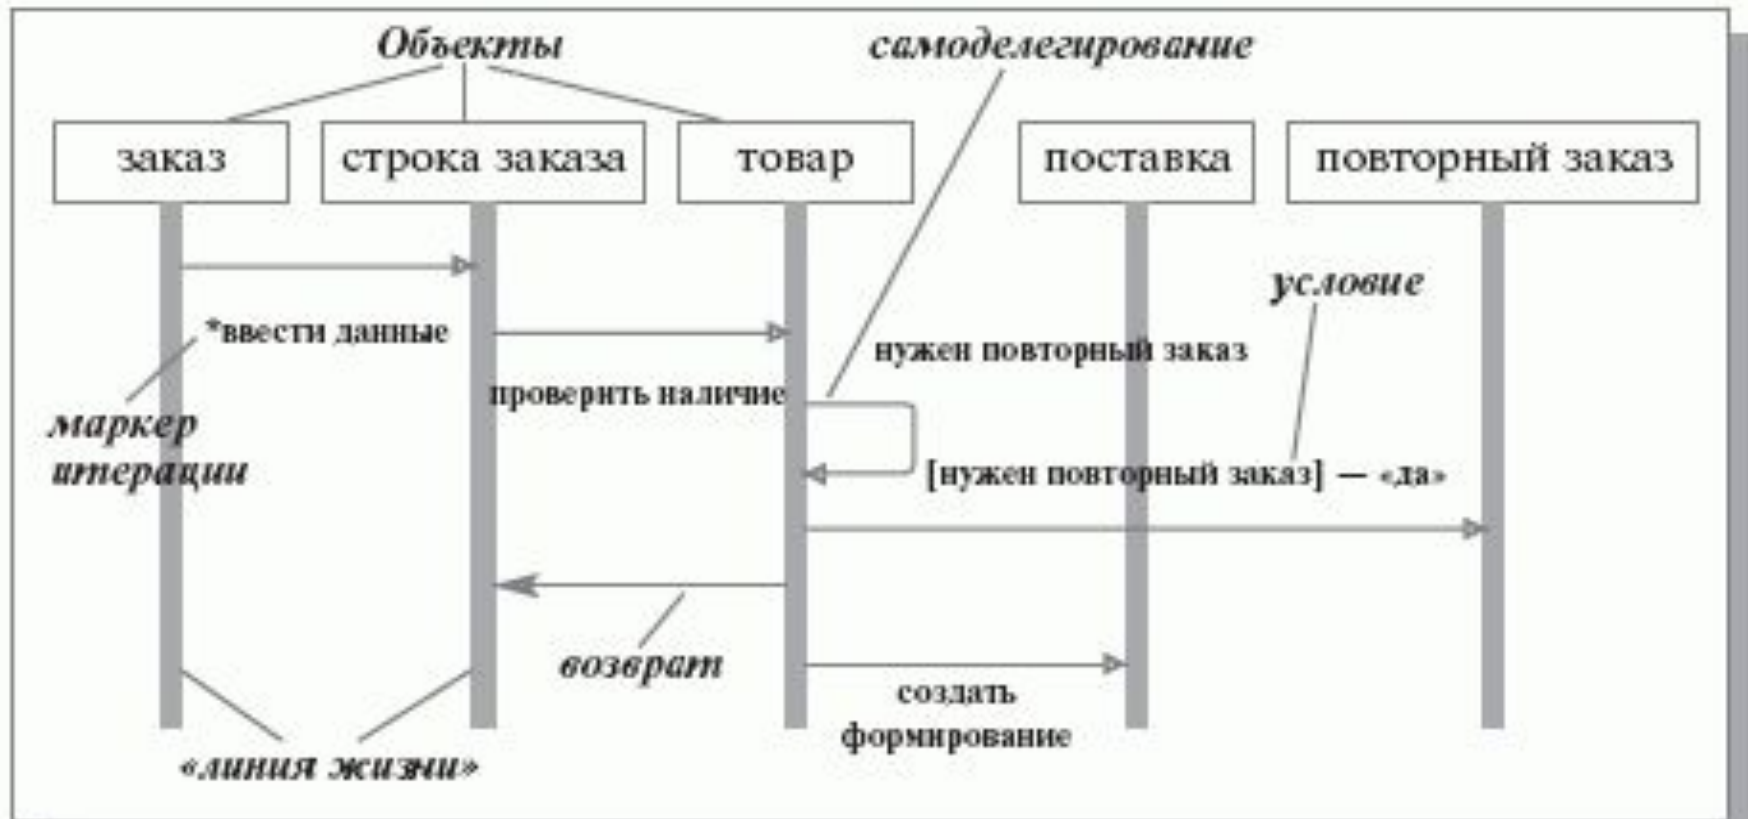 Объекты
самоделегирование
заказ
строка заказа
товар
поставка
повторный заказ
условие
*ввести данные
нужен повторный заказ
проверить наличие
маркер
итерации
[нужен повторный заказ] — «да»
возврат
создать
формирование
«линия жизни»